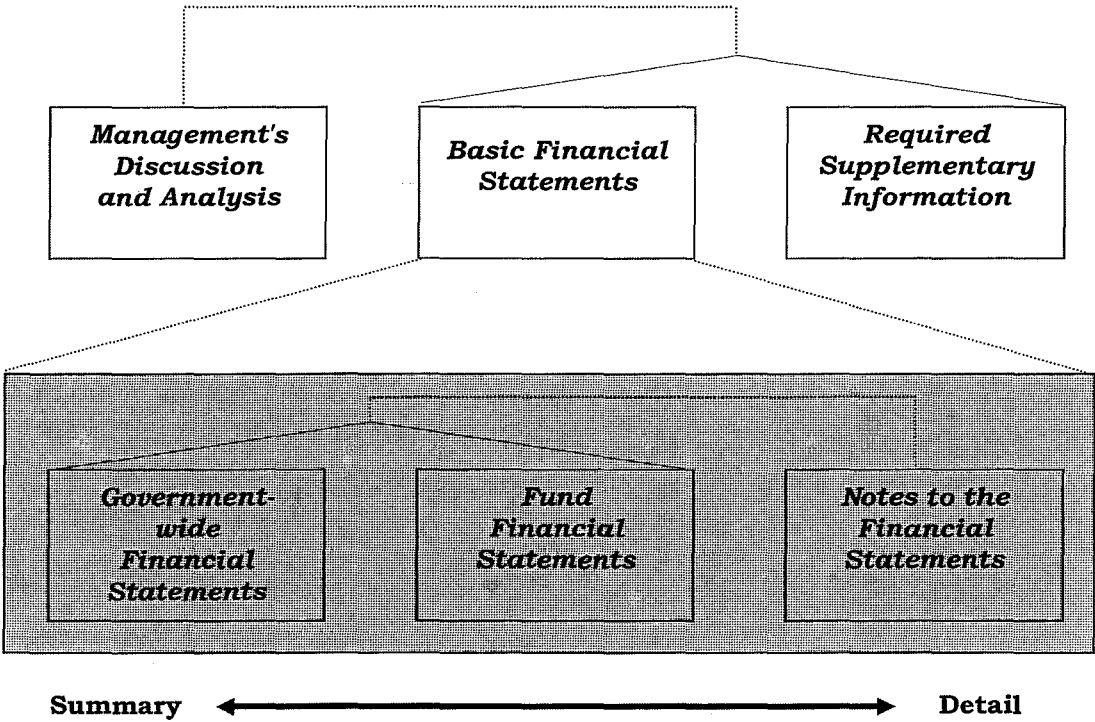 Management's
Discussion
and Analysis
Basic Financial
Statements
Required
Supplementary
Information
Government-
wide
Financial
Statements
Fund
Financial
Statements
Notes to the
Financial
Statements
Summary
Detail